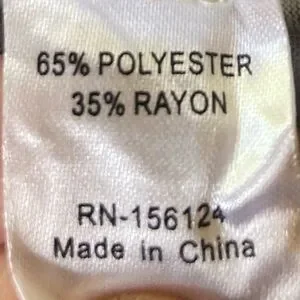 65% POLYESTER
35% RAYON
RN-156124
Made in China